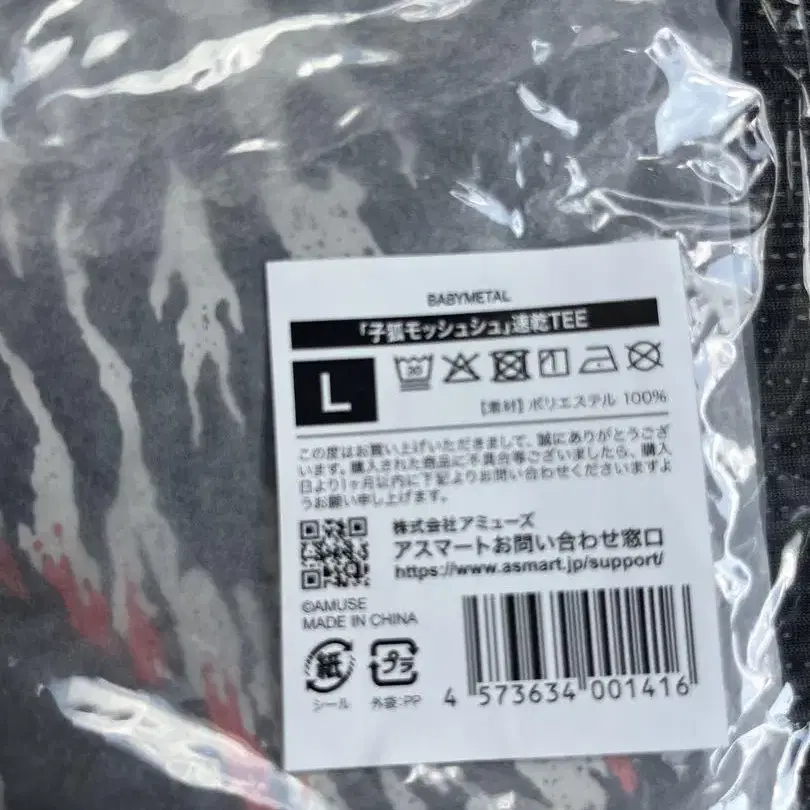 BABYMETAL
「子狐モッシュシュ」速乾TEE
L
30
【素材】ポリエステル 100%
この度はお買い上げいただきまして、誠にありがとうござ
います。購入された商品に不具合等ございましたら、購入
日より1ヶ月以内に下記よりお問い合わせくださいますよ
うお願い申し上げます。
株式会社アミューズ
アスマートお問い合わせ窓口
https://www.asmart.jp/support/
©AMUSE
MADE IN CHINA
紙 プラ
シール 外袋:PP
4 573634 001416